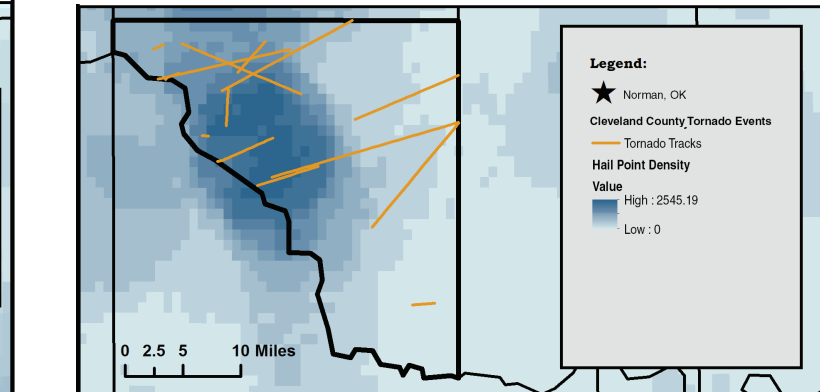 Legend:
Norman, OK
Cleveland County Tornado Events
Tornado Tracks
Hail Point Density
Value
High : 2545.19
Low : 0
0 2.5 5 10 Miles